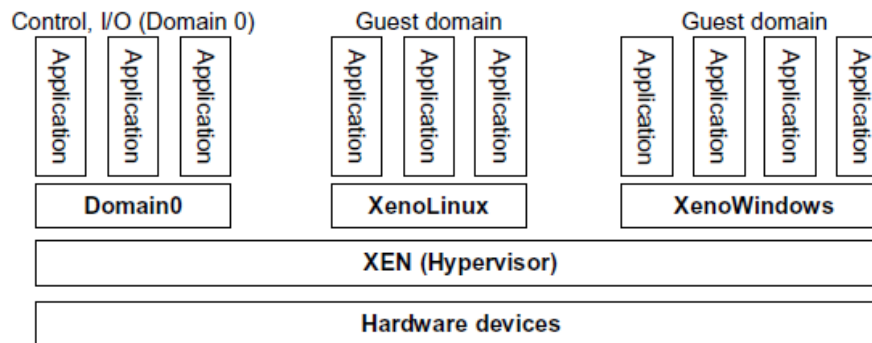 Control, I/O (Domain 0)
Guest domain
Guest domain
Application
Application
Application
Application
Application
Application
Application
Application
Application
Application
Domain0
XenoLinux
XenoWindows
XEN (Hypervisor)
Hardware devices